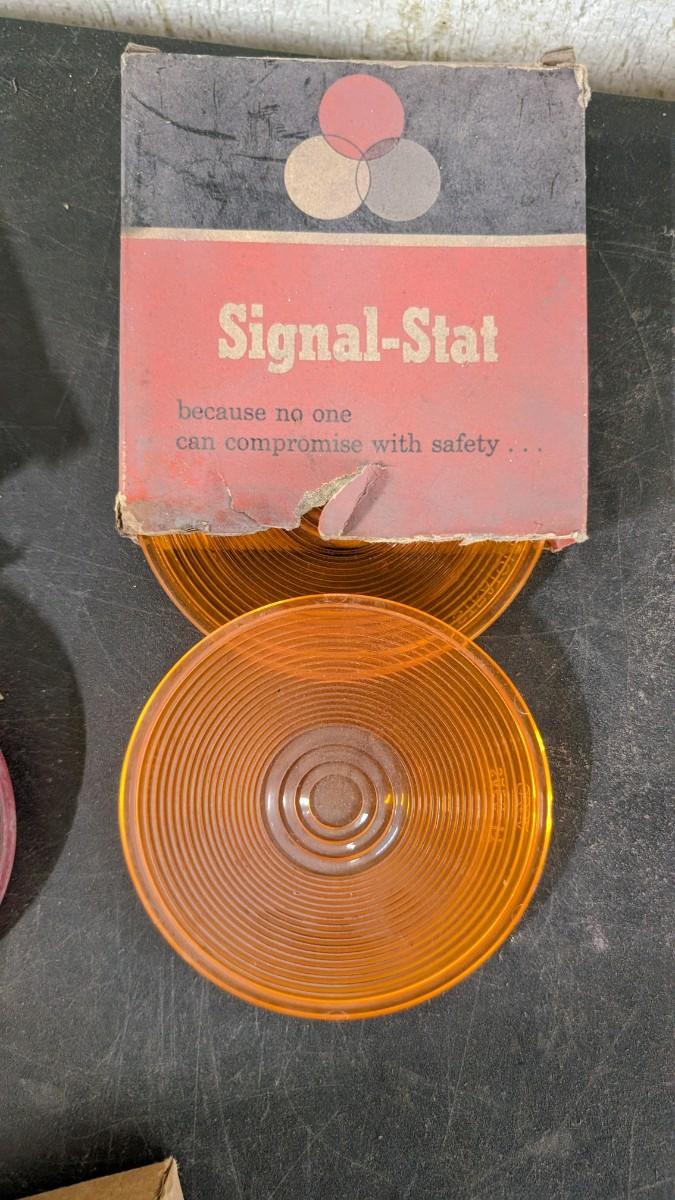 Signal-Stat
because no one
can compromise with safety . . .